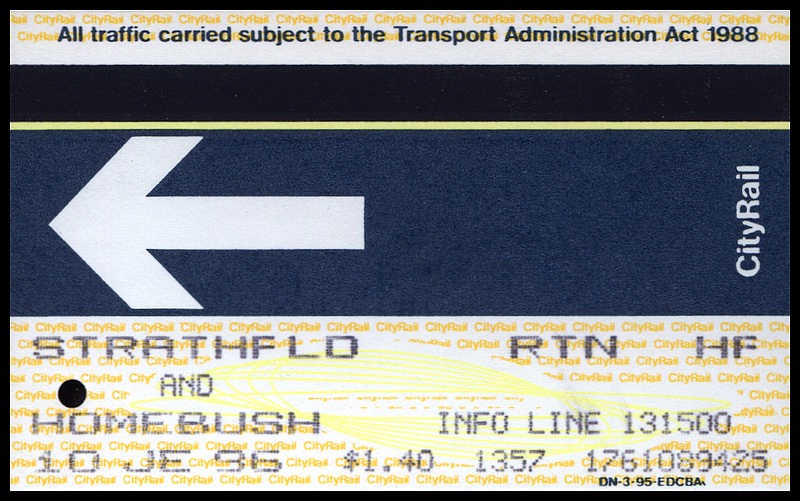 All traffic carried subject to the Transport Administration Act 1988
CityRail
STRATHFLD RTN HF
AND
HOMEBUSH INFO LINE 131500
10 JE 96 $1.40 1357 1761089425
DN-3-95-EDCBA